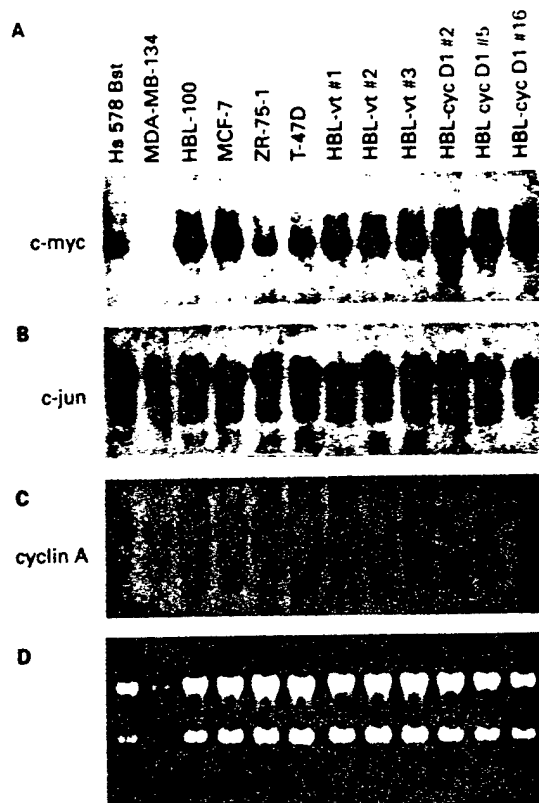 A
Hs 578 Bst
MDA-MB-134
HBL-100
MCF-7
ZR-75-1
T-47D
HBL-vt #1
HBL-vt #2
HBL-vt #3
HBL-cyc D1 #2
HBL cyc D1 #5
HBL-cyc D1 #16
c-myc
B
c-jun
C
cyclin A
D